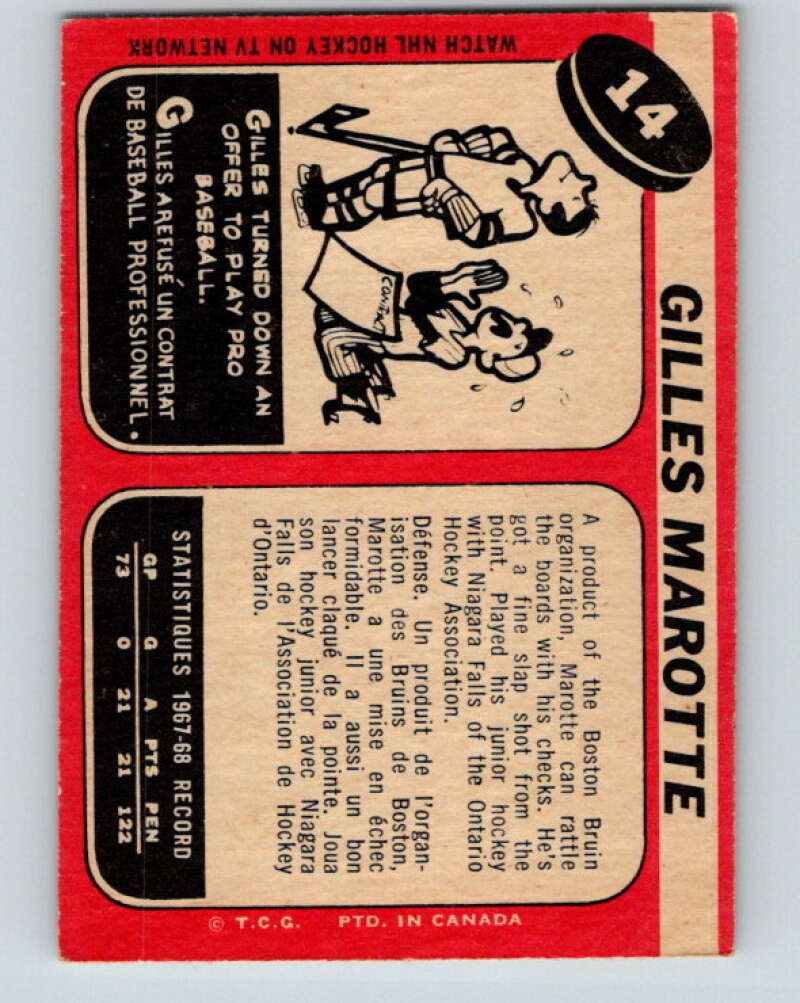 14
GILLES MAROTTE
WATCH NHL HOCKEY ON TV NETWORK
CONTRACT
GILLES TURNED DOWN AN
OFFER TO PLAY PRO
BASEBALL.
GILLES A REFUSÉ UN CONTRAT
DE BASEBALL PROFESSIONNEL.
A product of the Boston Bruin
organization, Marotte can rattle
the boards with his checks. He's
got a fine slap shot from the
point. Played his junior hockey
with Niagara Falls of the Ontario
Hockey Association.
Défense. Un produit de l'organ-
isation des Bruins de Boston,
Marotte a une mise en échec
formidable. Il a aussi un bon
lancer claqué de la pointe. Joua
son hockey junior avec Niagara
Falls de l'Association de Hockey
d'Ontario.
STATISTIQUES 1967-68 RECORD
GP G A PTS PEN
73 0 21 21 122
© T.C.G. PTD. IN CANADA